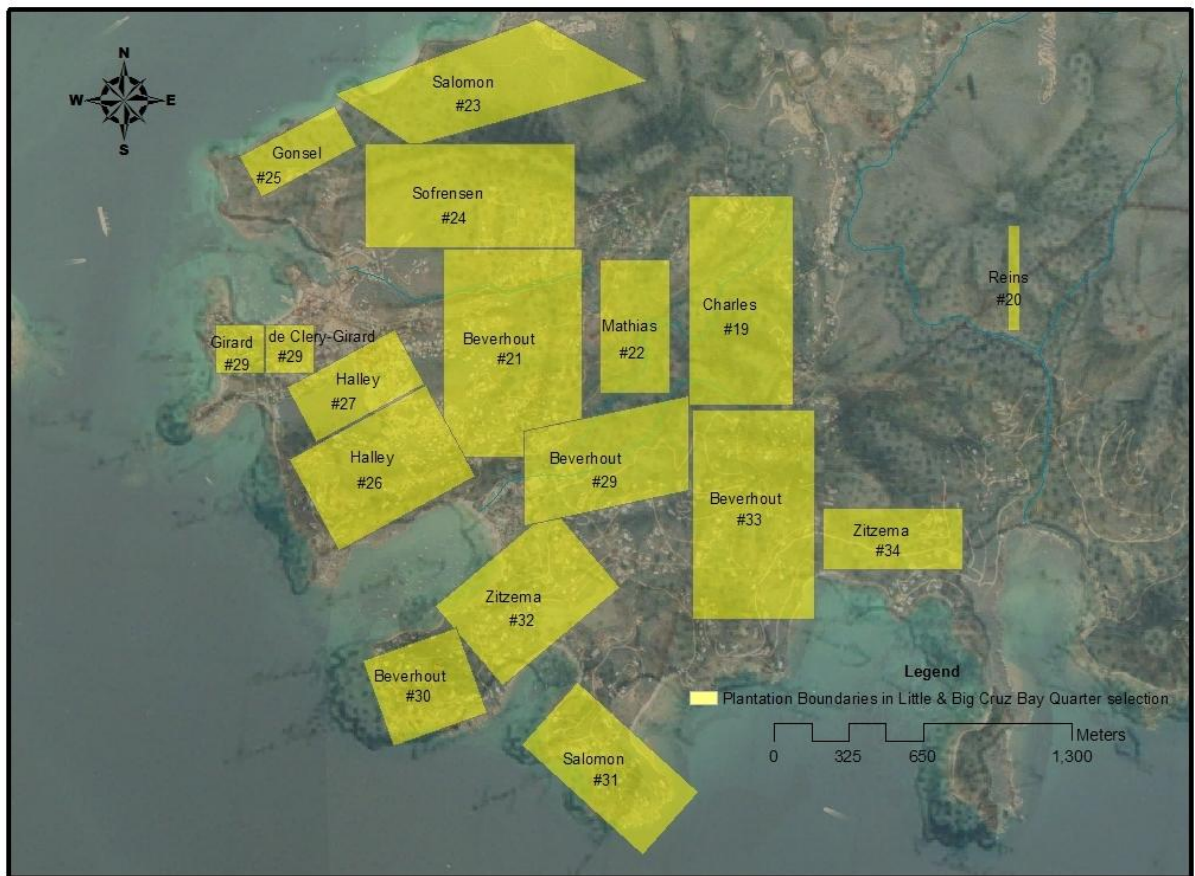 N
W E
S
Salomon
#23
Gonsel
#25
Sofrensen
#24
Charles
#19
Reins
#20
Mathias
#22
Beverhout
#21
Girard
#29
de Clery-Girard
#29
Halley
#27
Halley
#26
Beverhout
#29
Beverhout
#33
Zitzema
#34
Zitzema
#32
Beverhout
#30
Salomon
#31
Legend
Plantation Boundaries in Little & Big Cruz Bay Quarter selection
Meters
0 325 650 1,300